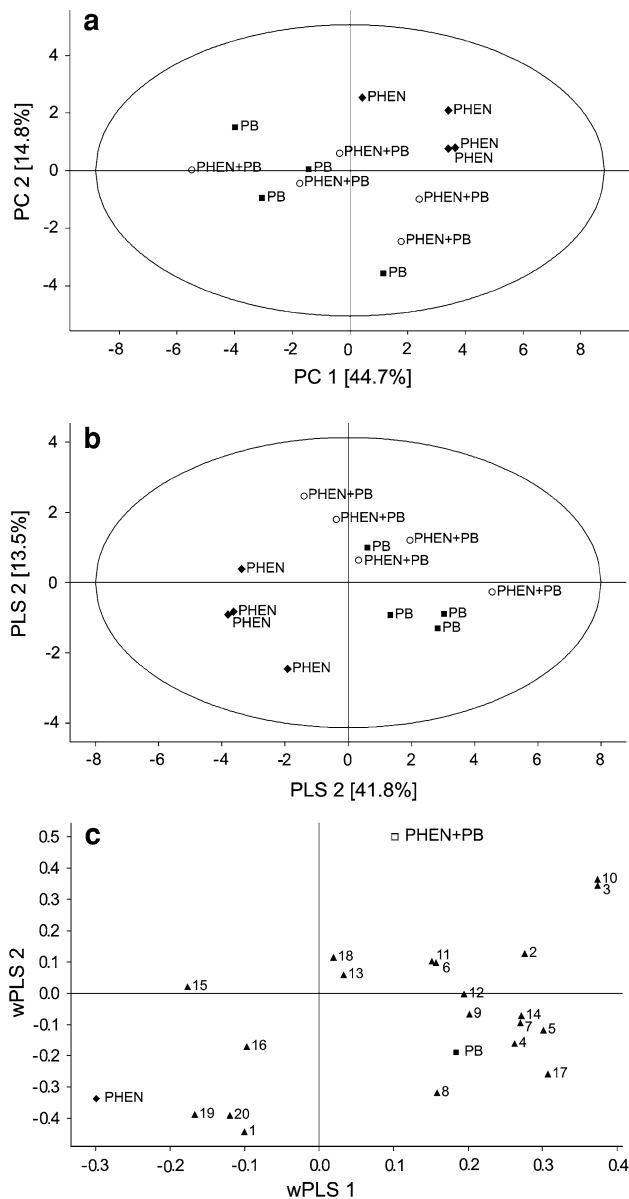 a
PC 2 [14.8%]
4
2
0
-2
-4
PHEN
PHEN
PB
PHEN+PB
PHEN
PHEN
PHEN+PB
PB
PHEN+PB
PB
PHEN+PB
PHEN+PB
PB
-8 -6 -4 -2 0 2 4 6 8
PC 1 [44.7%]
b
PLS 2 [13.5%]
4
2
0
-2
-4
PHEN+PB
PHEN+PB
PHEN+PB
PB
PHEN+PB
PHEN
PHEN+PB
PHEN
PHEN
PB
PB
PB
PHEN
-8 -6 -4 -2 0 2 4 6 8
PLS 2 [41.8%]
c
wPLS 2
0.5
0.4
0.3
0.2
0.1
0.0
-0.1
-0.2
-0.3
-0.4
PHEN+PB
10
3
18
13
11
6
2
15
12
9
14
7
5
16
4
PB
17
8
PHEN
19
20
1
-0.3 -0.2 -0.1 0.0 0.1 0.2 0.3 0.4
wPLS 1